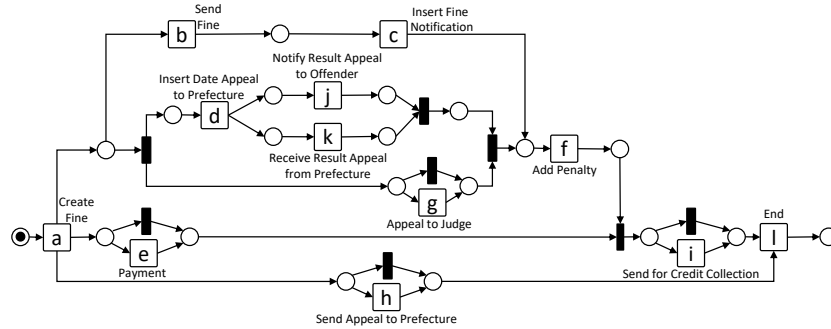 Send
Fine
b
c
Insert Fine
Notification
Notify Result Appeal
to Offender
Insert Date Appeal
to Prefecture
j
d
k
Receive Result Appeal
from Prefecture
f
Add Penalty
g
Appeal to Judge
Create
Fine
a
e
Payment
End
l
i
Send for Credit Collection
h
Send Appeal to Prefecture